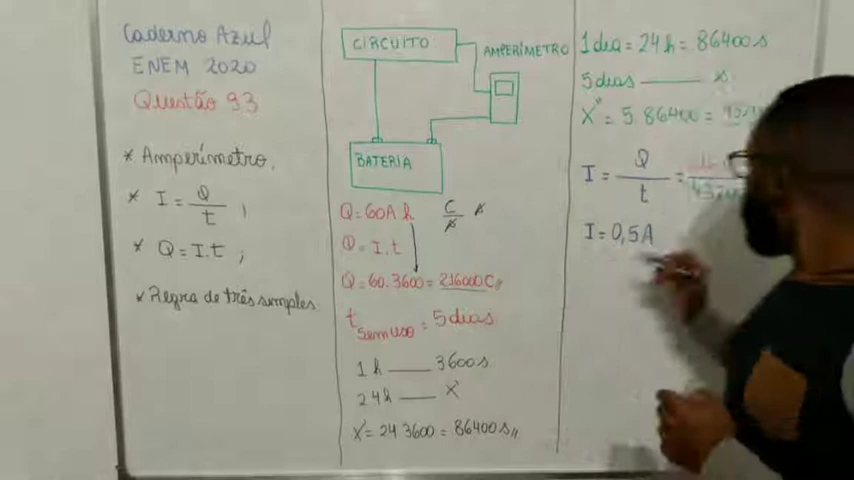 Caderno Azul
ENEM 2020
Questão 93
* Amperímetro.
* I = Q/t ;
* Q = I.t ;
* Regra de três simples
CIRCUITO
AMPERÍMETRO
BATERIA
Q = 60A h C/s s
Q = I.t
Q = 60.3600 = 216000C,,
t sem uso = 5 dias
1 h ——— 3600s
24h ——— X
X = 24 3600 = 86400s,,
1 dia = 24h = 86400s
5 dias ——— x
X = 5 86400 =
I = Q/t =
I = 0,5A